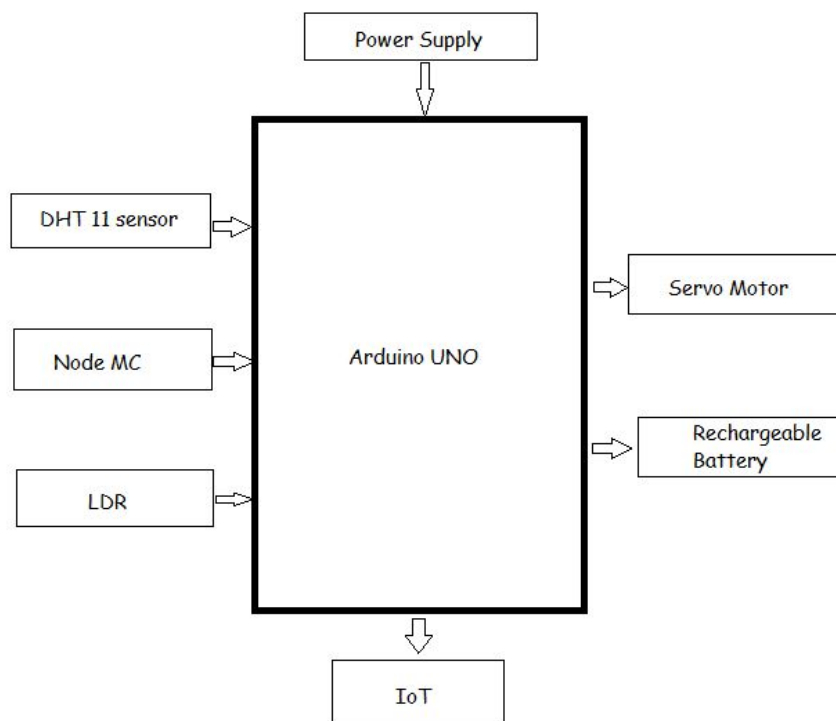 Power Supply
DHT 11 sensor
Servo Motor
Node MC
Arduino UNO
Rechargeable
Battery
LDR
IoT